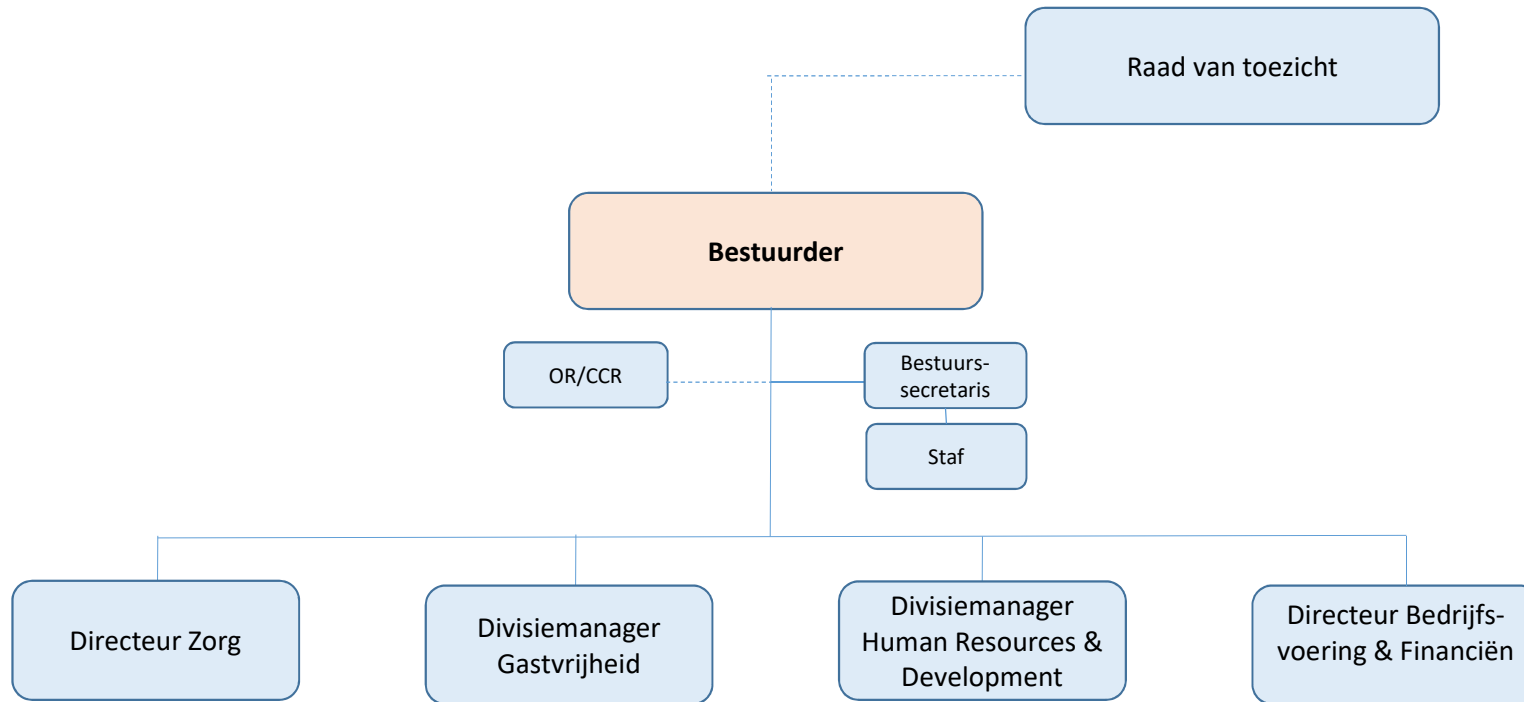 Raad van toezicht
Bestuurder
OR/CCR
Bestuurs-
secretaris
Staf
Directeur Zorg
Divisiemanager
Gastvrijheid
Divisiemanager
Human Resources &
Development
Directeur Bedrijfs-
voering & Financiën